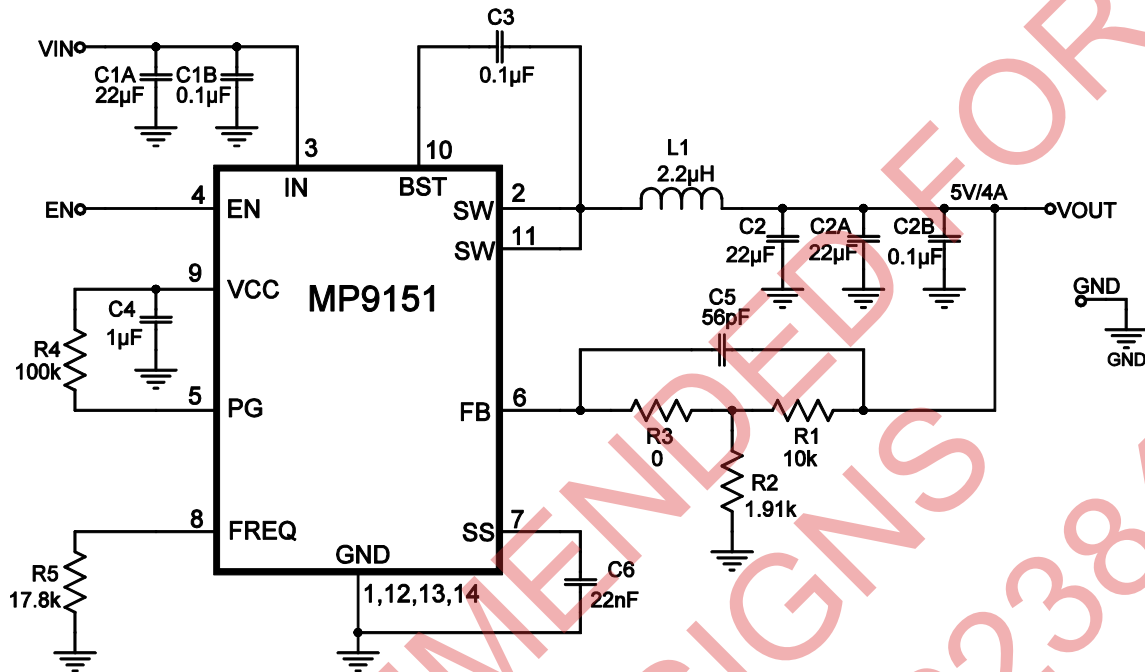 C3
0.1µF
VIN
C1A
22µF
C1B
0.1µF
3
10
IN
BST
L1
2.2µH
4
EN
EN
SW
2
SW
11
5V/4A
VOUT
C2
22µF
C2A
22µF
C2B
0.1µF
9
VCC
MP9151
C4
1µF
R4
100k
5
PG
C5
56pF
GND
GND
FB
6
R3
0
R1
10k
R2
1.91k
8
FREQ
SS
7
GND
1,12,13,14
R5
17.8k
C6
22nF
MENDED FOR
IGNS
238